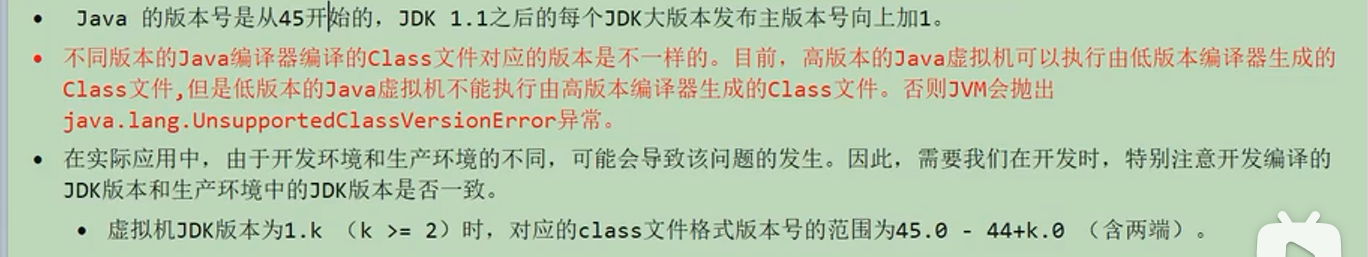 • Java 的版本号是从45开始的，JDK 1.1之后的每个JDK大版本发布主版本号向上加1。
• 不同版本的Java编译器编译的Class文件对应的版本是不一样的。目前，高版本的Java虚拟机可以执行由低版本编译器生成的
Class文件,但是低版本的Java虚拟机不能执行由高版本编译器生成的Class文件。否则JVM会抛出
java.lang.UnsupportedClassVersionError异常。
• 在实际应用中，由于开发环境和生产环境的不同，可能会导致该问题的发生。因此，需要我们在开发时，特别注意开发编译的
JDK版本和生产环境中的JDK版本是否一致。
• 虚拟机JDK版本为1.k （k >= 2）时，对应的class文件格式版本号的范围为45.0 - 44+k.0 （含两端）。